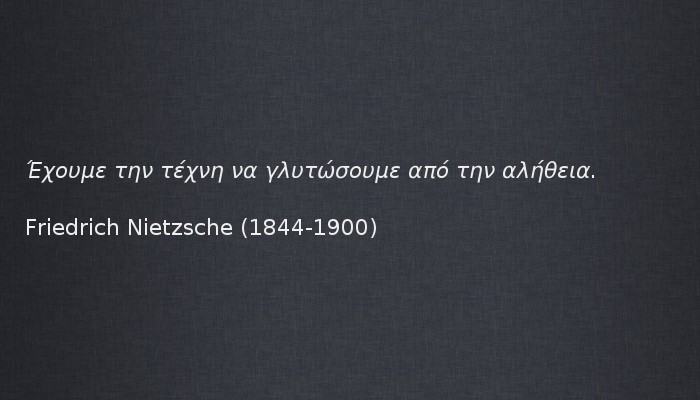 Έχουμε την τέχνη να γλυτώσουμε από την αλήθεια.
Friedrich Nietzsche (1844-1900)